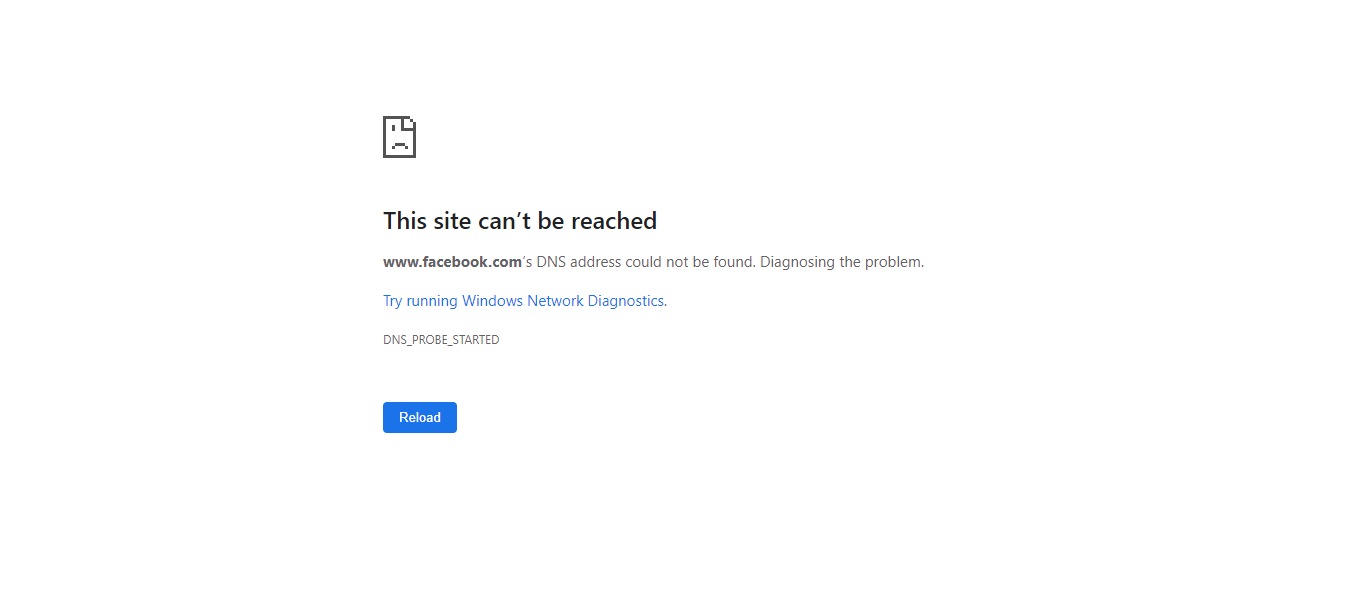 This site can’t be reached
www.facebook.com’s DNS address could not be found. Diagnosing the problem.
Try running Windows Network Diagnostics.
DNS_PROBE_STARTED
Reload